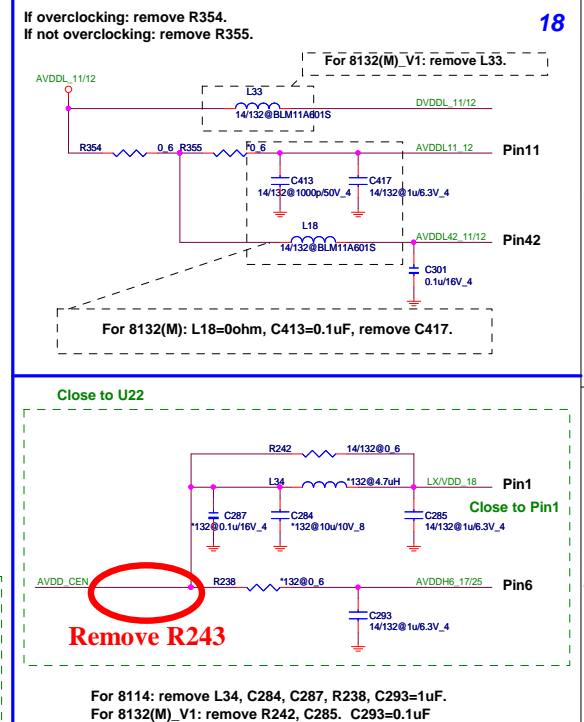 If overclocking: remove R354.
If not overclocking: remove R355.
18
For 8132(M)_V1: remove L33.
AVDDL_11/12
L33
DVDDL_11/12
14/132@BLM11A601S
R354
0_6
R355
*0_6
AVDDL11_12
Pin11
C413
14/132@1000p/50V_4
C417
14/132@1u/6.3V_4
L18
14/132@BLM11A601S
AVDDL42_11/12
Pin42
C301
0.1u/16V_4
For 8132(M): L18=0ohm, C413=0.1uF, remove C417.
Close to U22
R242
14/132@0_6
L34
*132@4.7uH
LX/VDD_18
Pin1
Close to Pin1
C287
*132@0.1u/16V_4
C284
*132@10u/10V_8
C285
14/132@1u/6.3V_4
AVDD_CEN
R238
*132@0_6
AVDDH6_17/25
Pin6
Remove R243
C293
14/132@1u/6.3V_4
For 8114: remove L34, C284, C287, R238, C293=1uF.
For 8132(M)_V1: remove R242, C285. C293=0.1uF